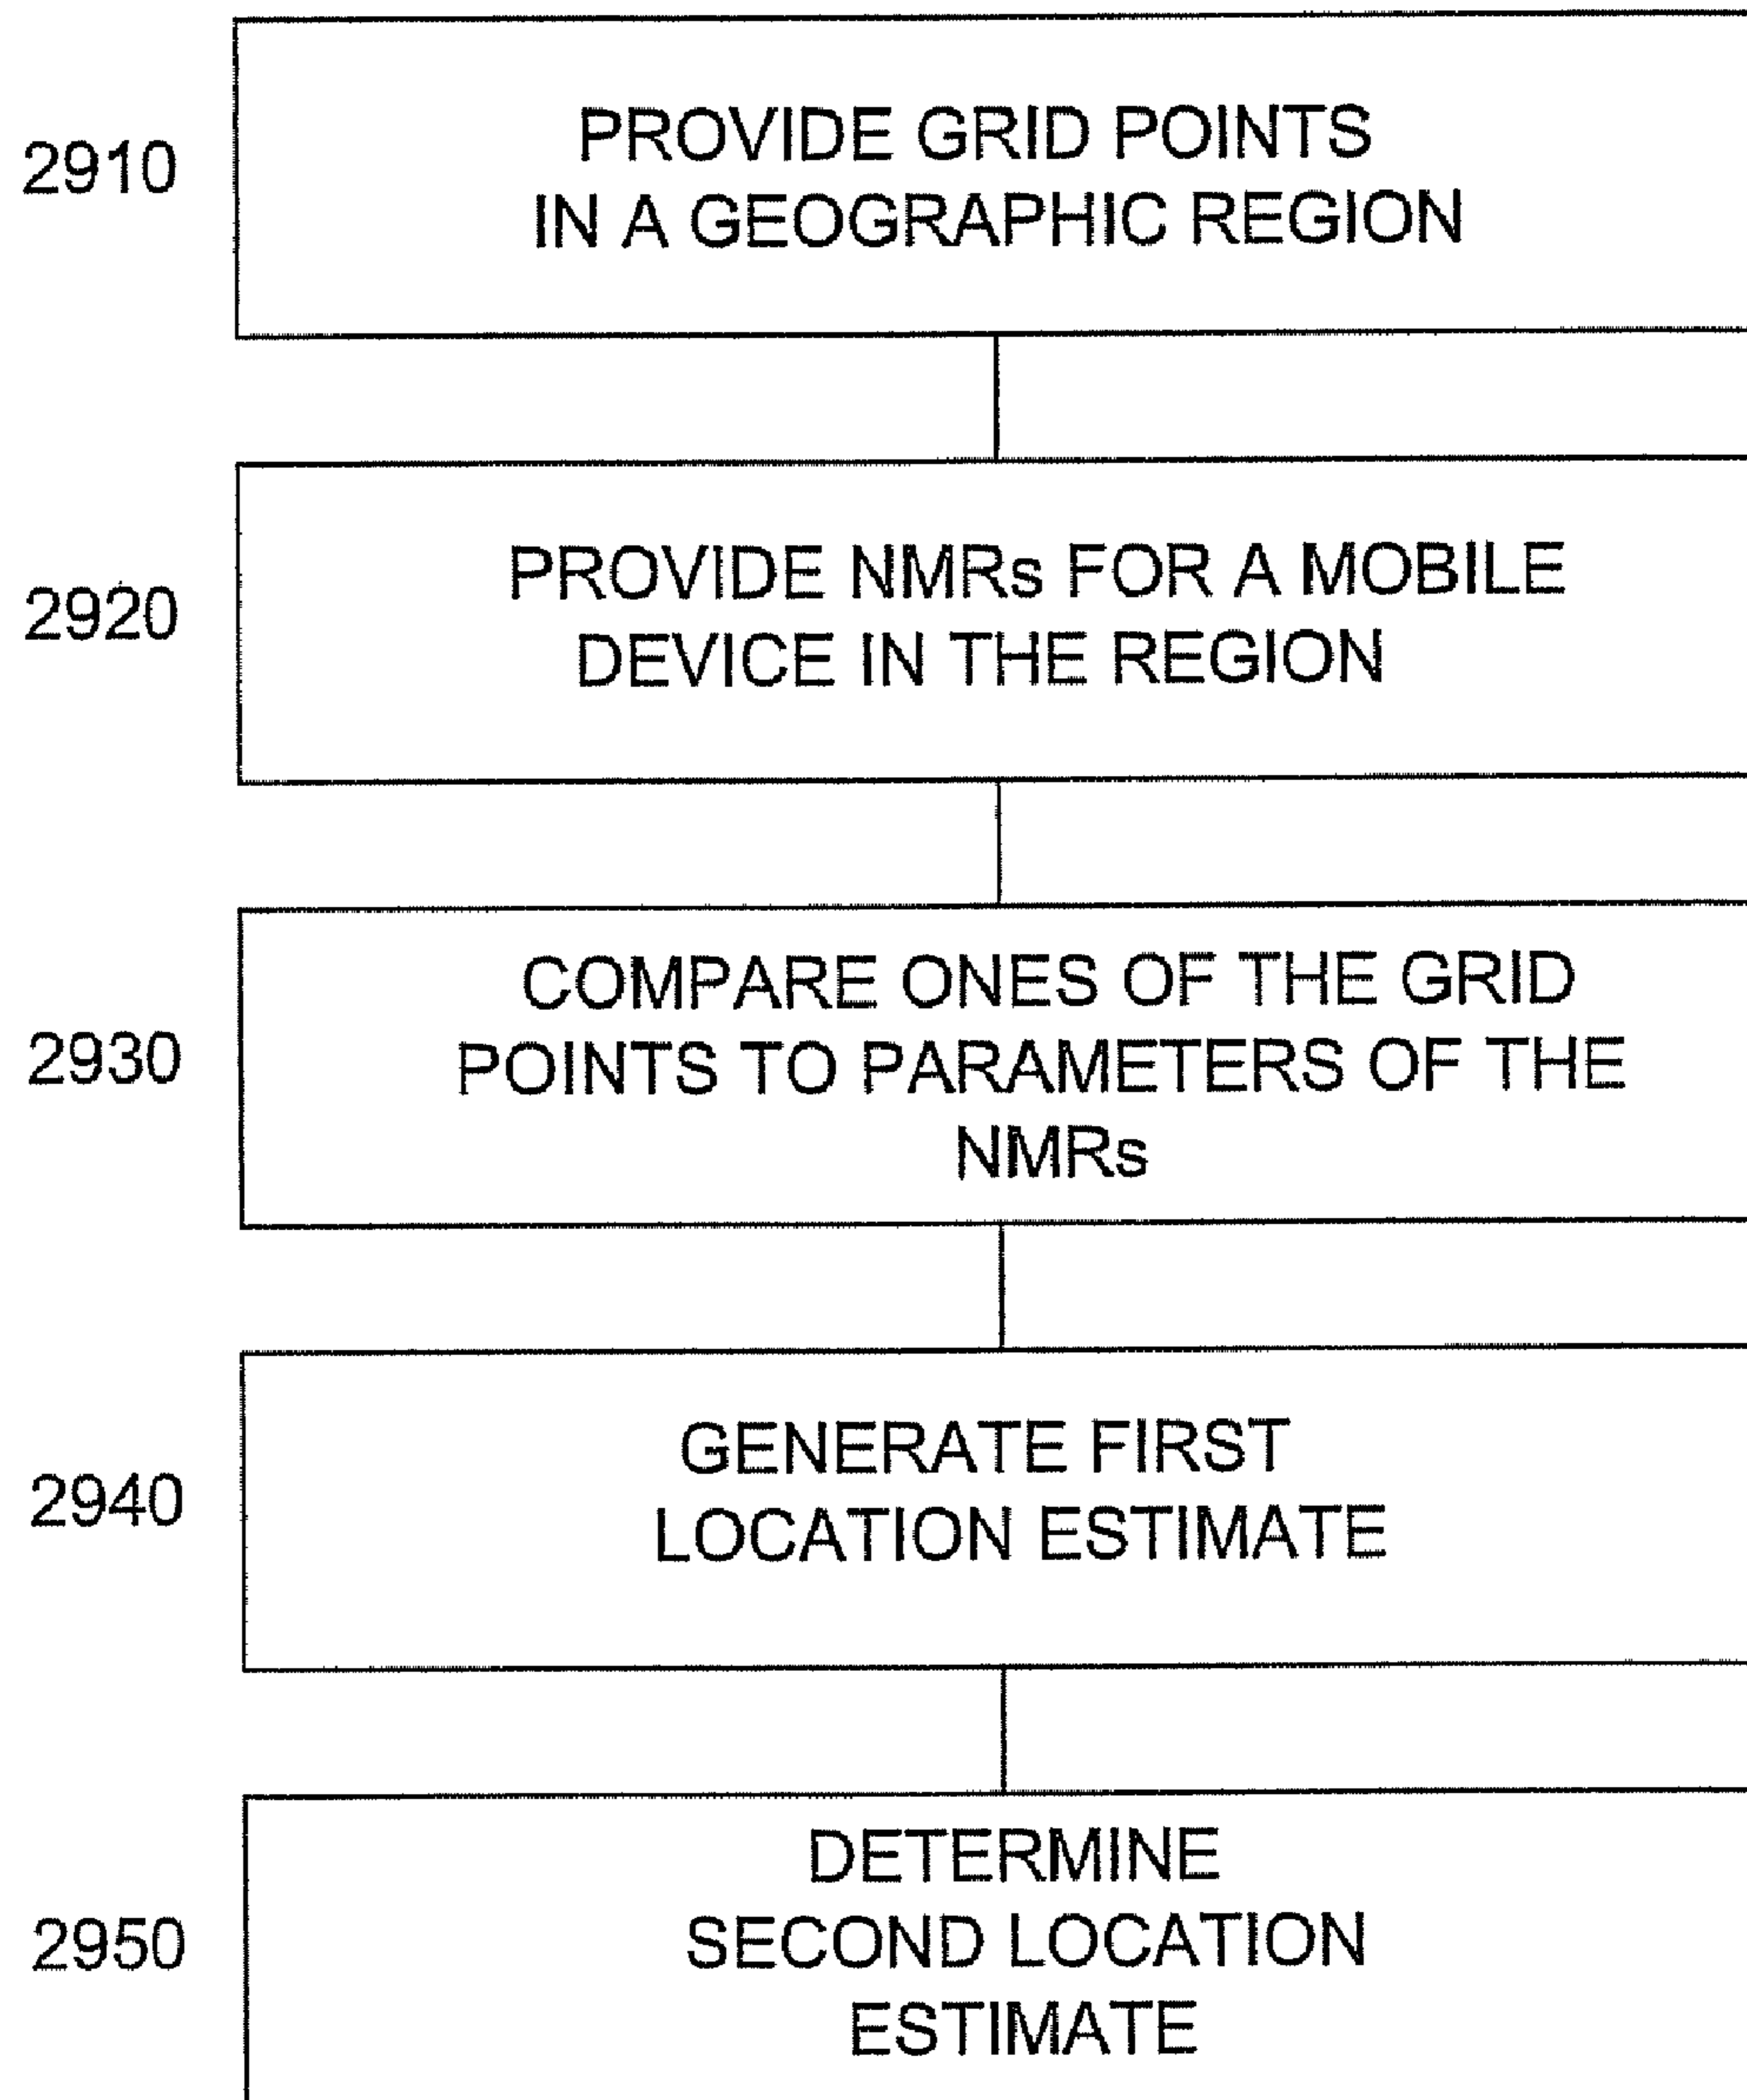 2910
PROVIDE GRID POINTS
IN A GEOGRAPHIC REGION
2920
PROVIDE NMRs FOR A MOBILE
DEVICE IN THE REGION
2930
COMPARE ONES OF THE GRID
POINTS TO PARAMETERS OF THE
NMRs
2940
GENERATE FIRST
LOCATION ESTIMATE
2950
DETERMINE
SECOND LOCATION
ESTIMATE